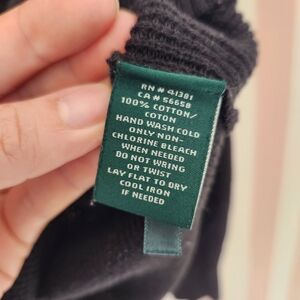 RN # 41381
CA # 56658
100% COTTON/
COTON
HAND WASH COLD
ONLY NON-
CHLORINE BLEACH
WHEN NEEDED
DO NOT WRING
OR TWIST
LAY FLAT TO DRY
COOL IRON
IF NEEDED